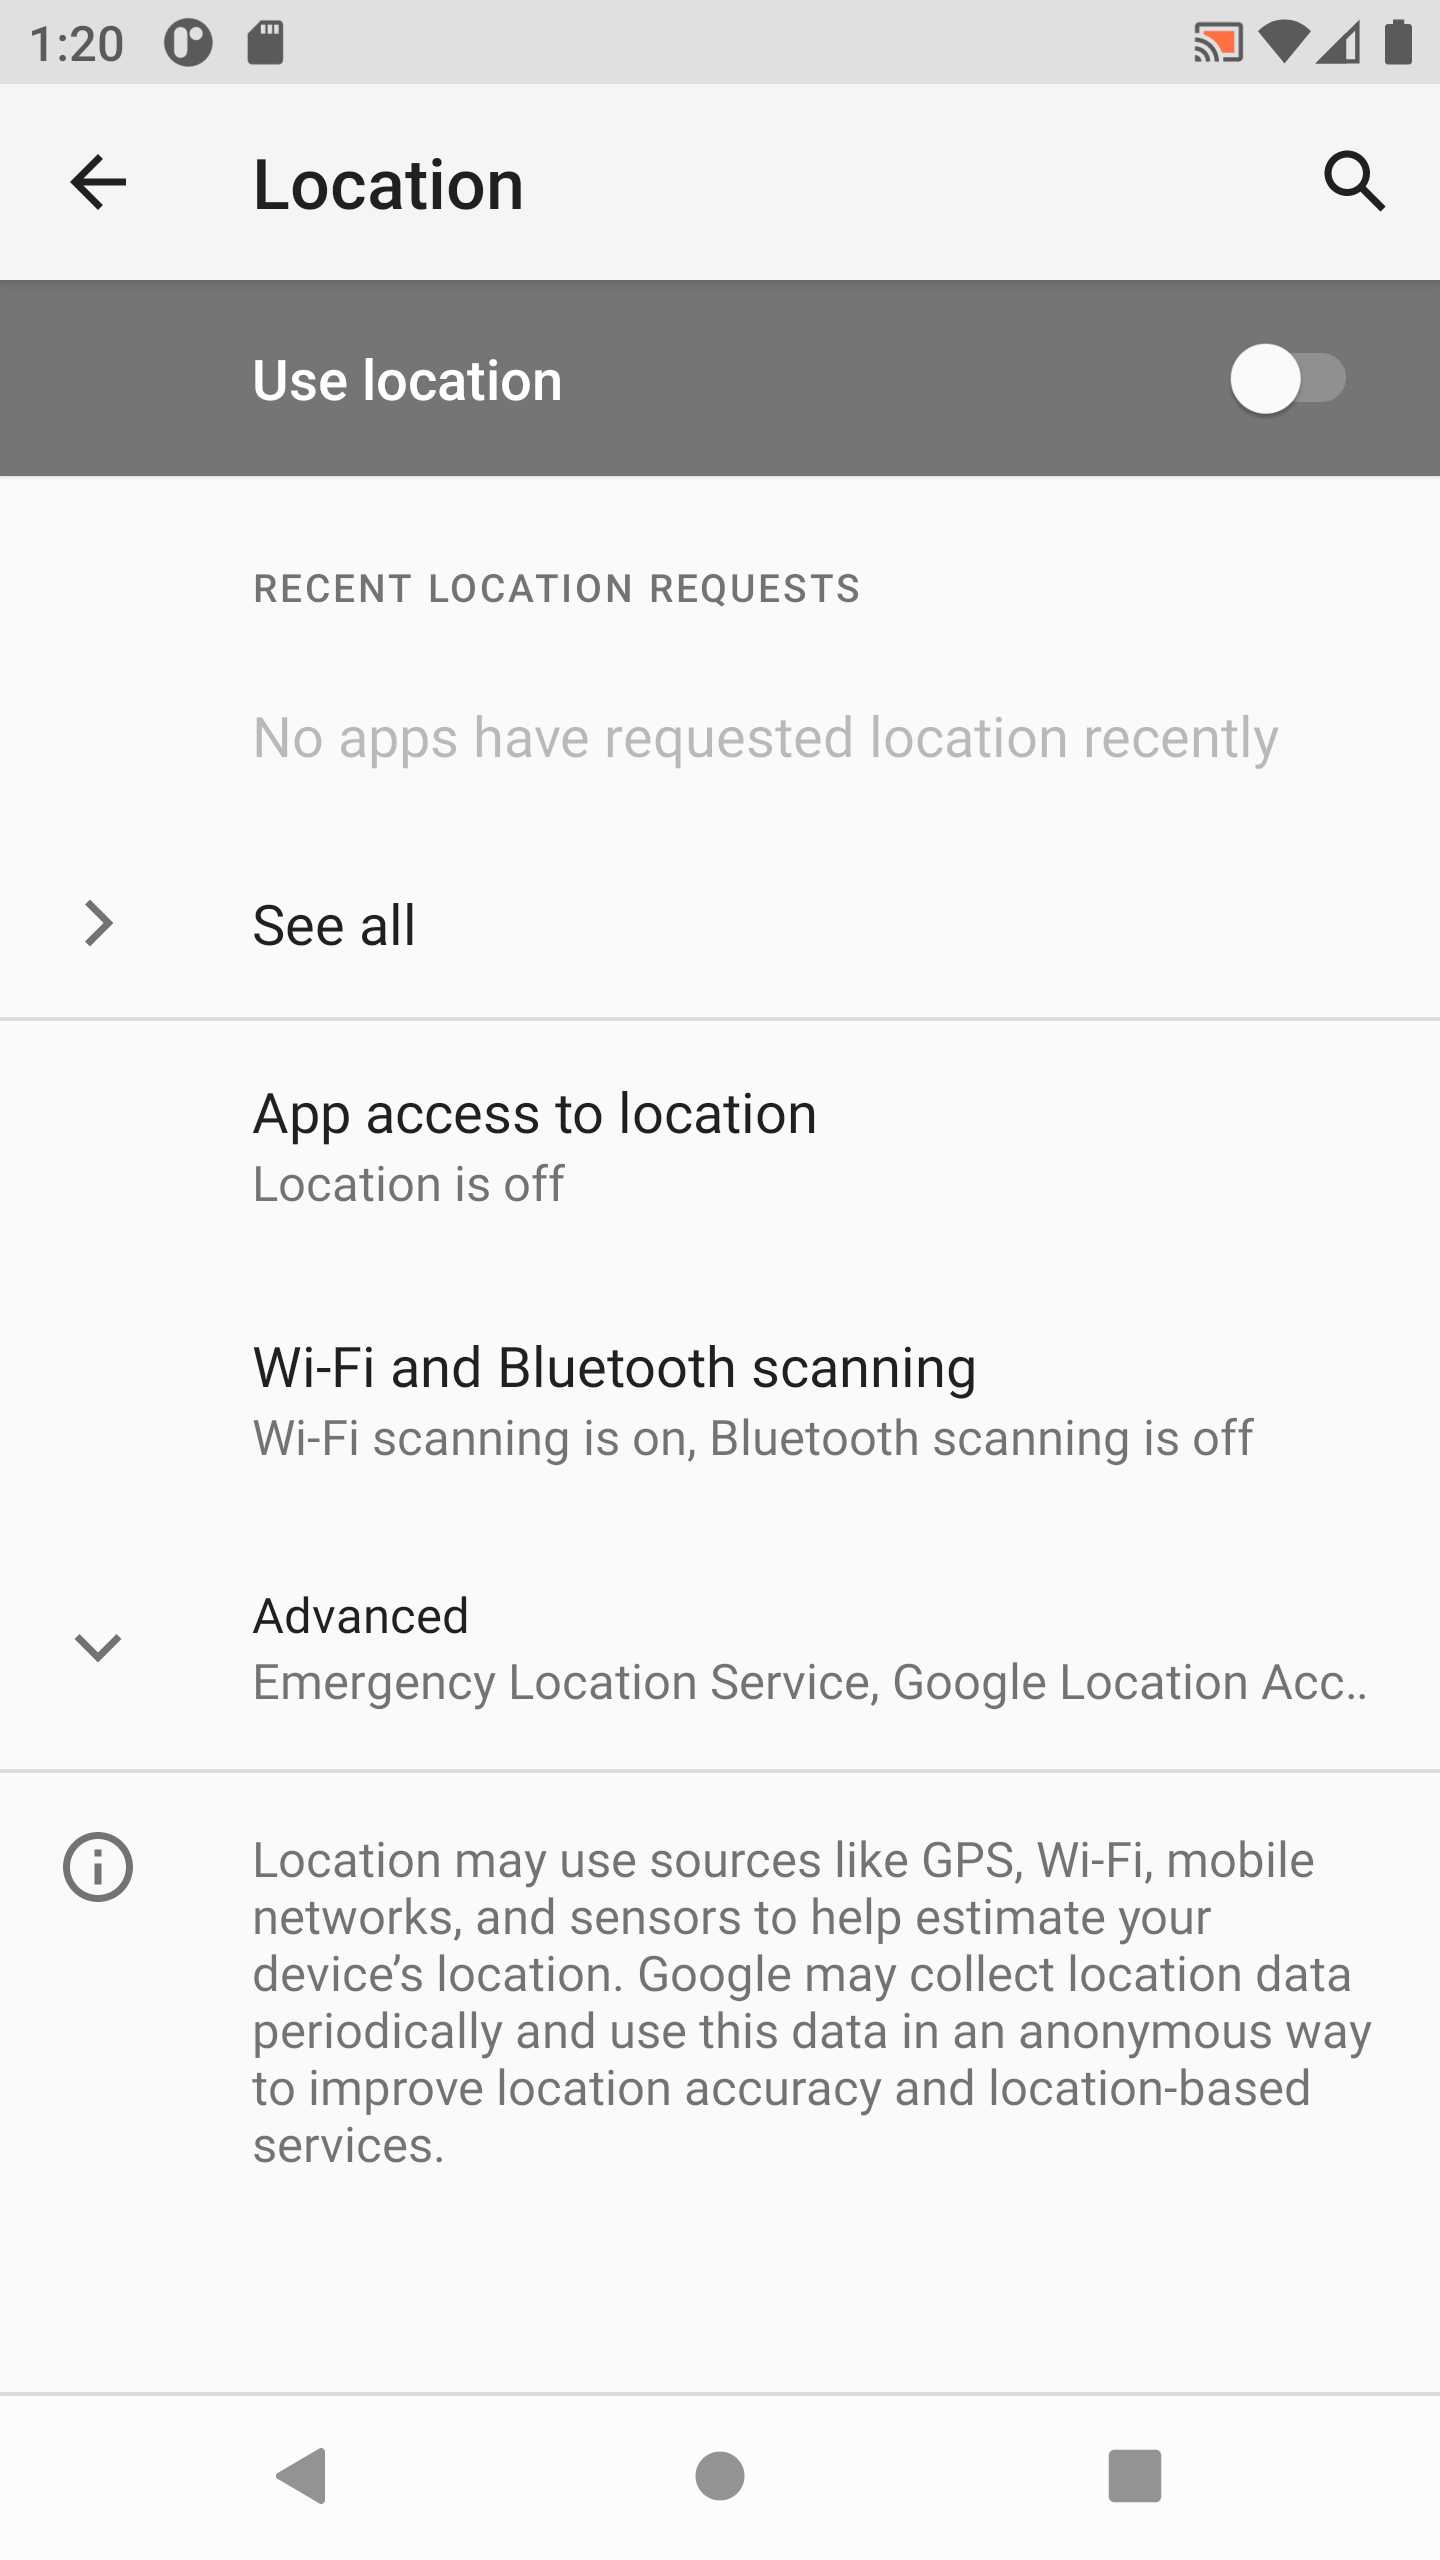 1:20
Location
Use location
RECENT LOCATION REQUESTS
No apps have requested location recently
See all
App access to location
Location is off
Wi-Fi and Bluetooth scanning
Wi-Fi scanning is on, Bluetooth scanning is off
Advanced
Emergency Location Service, Google Location Acc..
Location may use sources like GPS, Wi-Fi, mobile
networks, and sensors to help estimate your
device’s location. Google may collect location data
periodically and use this data in an anonymous way
to improve location accuracy and location-based
services.